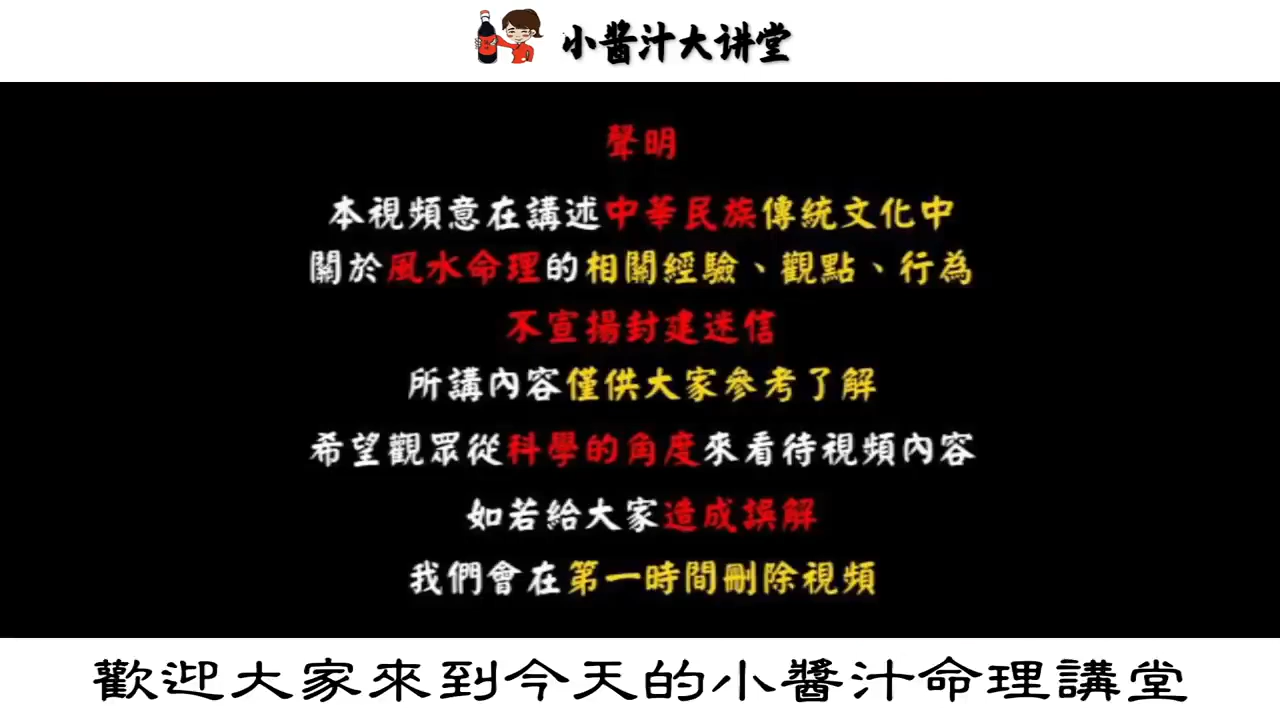 小醬汁大讲堂
聲明
本視頻意在講述中華民族傳統文化中
關於風水命理的相關經驗、觀點、行為
不宣揚封建迷信
所講內容僅供大家參考了解
希望觀眾從科學的角度來看待視頻內容
如若給大家造成誤解
我們會在第一時間刪除視頻
歡迎大家來到今天的小醬汁命理講堂